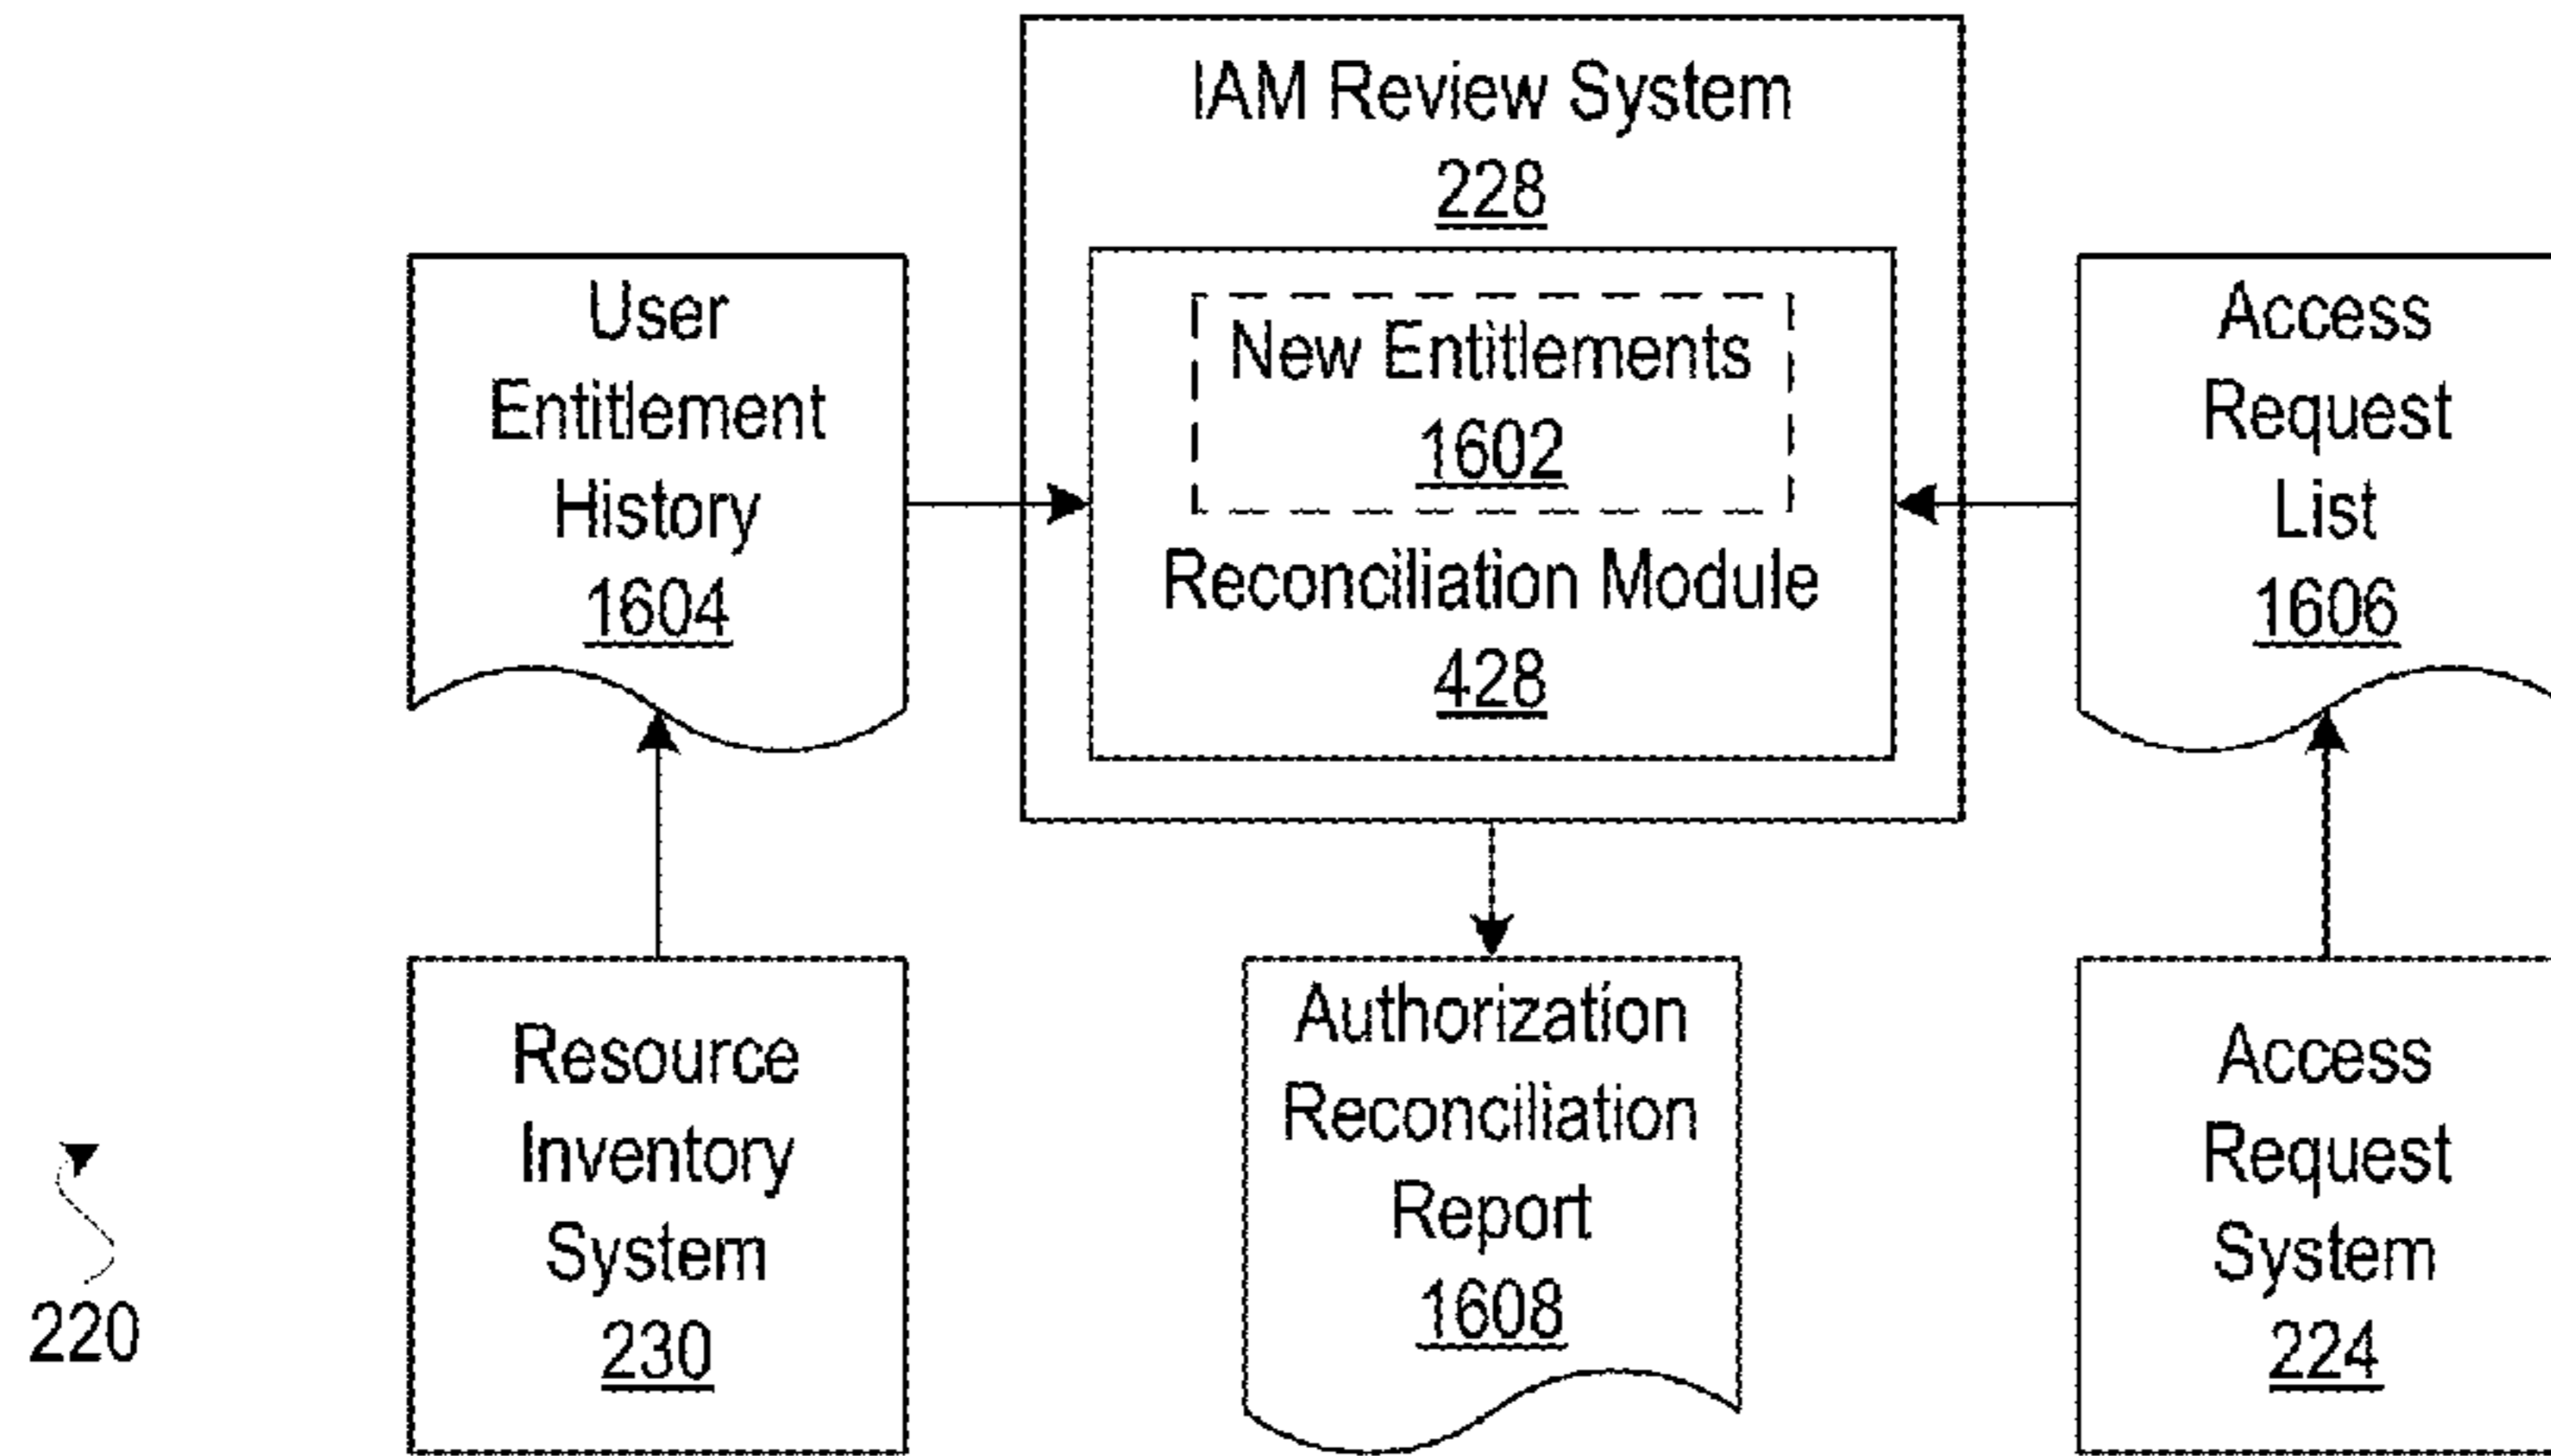 IAM Review System
228
User
Entitlement
History
1604
New Entitlements
1602
Reconciliation Module
428
Access
Request
List
1606
Resource
Inventory
System
230
Authorization
Reconciliation
Report
1608
Access
Request
System
224
220